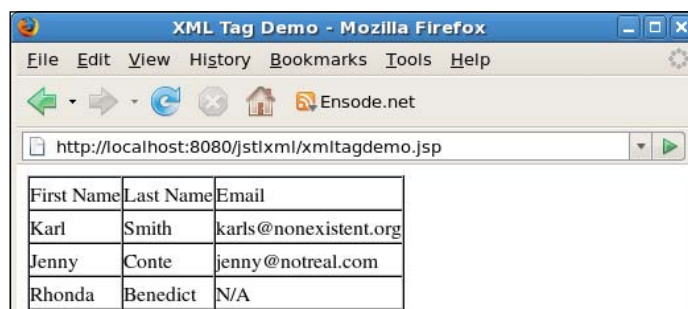 XML Tag Demo - Mozilla Firefox
File Edit View History Bookmarks Tools Help
Ensode.net
http://localhost:8080/jstlxml/xmltagdemo.jsp
First Name Last Name Email
Karl Smith karls@nonexistent.org
Jenny Conte jenny@notreal.com
Rhonda Benedict N/A